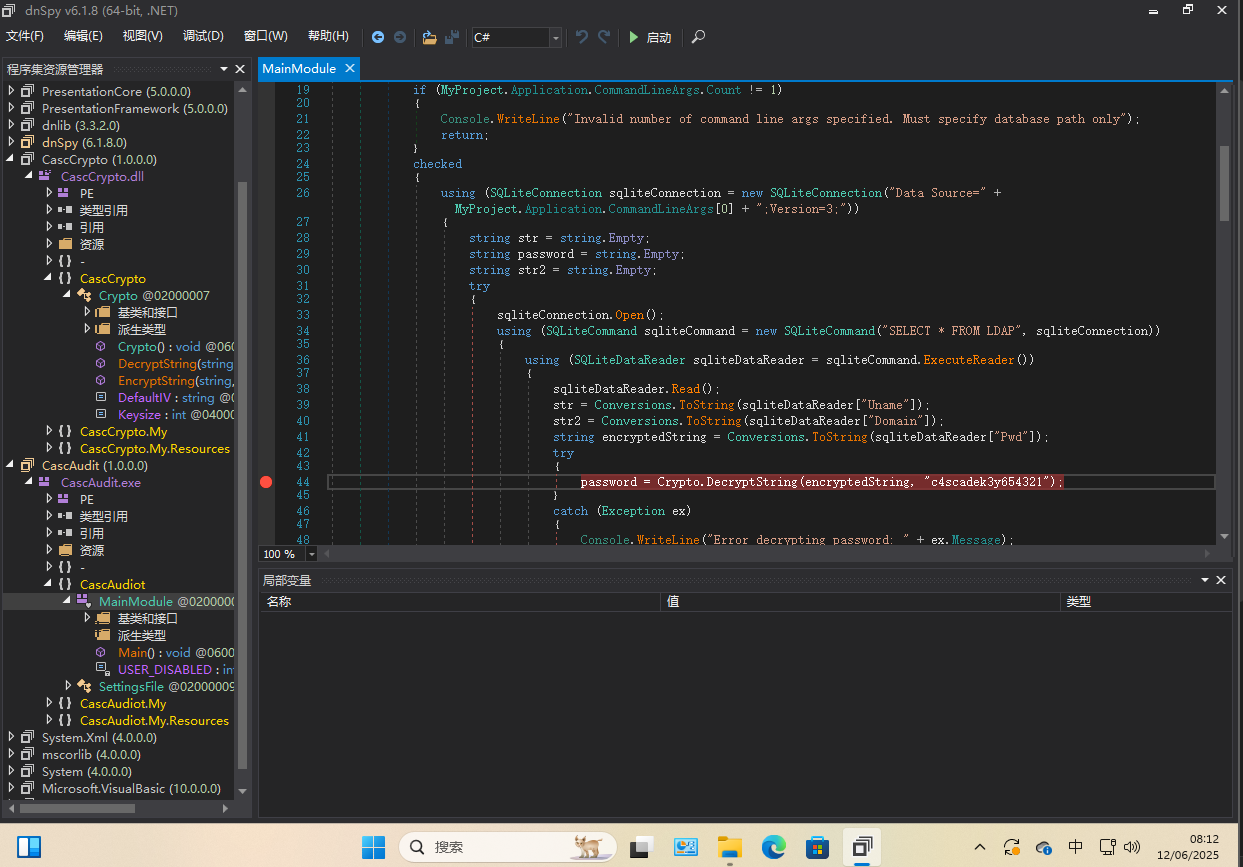 dnSpy v6.1.8 (64-bit, .NET)
文件(F) 编辑(E) 视图(V) 调试(D) 窗口(W) 帮助(H) C# 启动
程序集资源管理器
PresentationCore (5.0.0.0)
PresentationFramework (5.0.0.0)
dnlib (3.3.2.0)
dnSpy (6.1.8.0)
CascCrypto (1.0.0.0)
CascCrypto.dll
PE
类型引用
引用
资源
{ } -
{ } CascCrypto
Crypto @02000007
基类和接口
派生类型
Crypto() : void @060
DecryptString(string
EncryptString(string,
DefaultIV : string @0
Keysize : int @04000
{ } CascCrypto.My
{ } CascCrypto.My.Resources
CascAudit (1.0.0.0)
CascAudit.exe
PE
类型引用
引用
资源
{ } -
{ } CascAudiot
MainModule @0200000
基类和接口
派生类型
Main() : void @0600
USER_DISABLED : in
SettingsFile @02000009
{ } CascAudiot.My
{ } CascAudiot.My.Resources
System.Xml (4.0.0.0)
mscorlib (4.0.0.0)
System (4.0.0.0)
Microsoft.VisualBasic (10.0.0.0)
MainModule
19 if (MyProject.Application.CommandLineArgs.Count != 1)
20 {
21 Console.WriteLine("Invalid number of command line args specified. Must specify database path only");
22 return;
23 }
24 checked
25 {
26 using (SQLiteConnection sqliteConnection = new SQLiteConnection("Data Source=" +
MyProject.Application.CommandLineArgs[0] + ";Version=3;"))
27 {
28 string str = string.Empty;
29 string password = string.Empty;
30 string str2 = string.Empty;
31 try
32 {
33 sqliteConnection.Open();
34 using (SQLiteCommand sqliteCommand = new SQLiteCommand("SELECT * FROM LDAP", sqliteConnection))
35 {
36 using (SQLiteDataReader sqliteDataReader = sqliteCommand.ExecuteReader())
37 {
38 sqliteDataReader.Read();
39 str = Conversions.ToString(sqliteDataReader["Uname"]);
40 str2 = Conversions.ToString(sqliteDataReader["Domain"]);
41 string encryptedString = Conversions.ToString(sqliteDataReader["Pwd"]);
42 try
43 {
44 password = Crypto.DecryptString(encryptedString, "c4scadek3y654321");
45 }
46 catch (Exception ex)
47 {
48 Console.WriteLine("Error decrypting password: " + ex.Message);
100 %
局部变量
名称 值 类型
搜索
中
08:12
12/06/2025